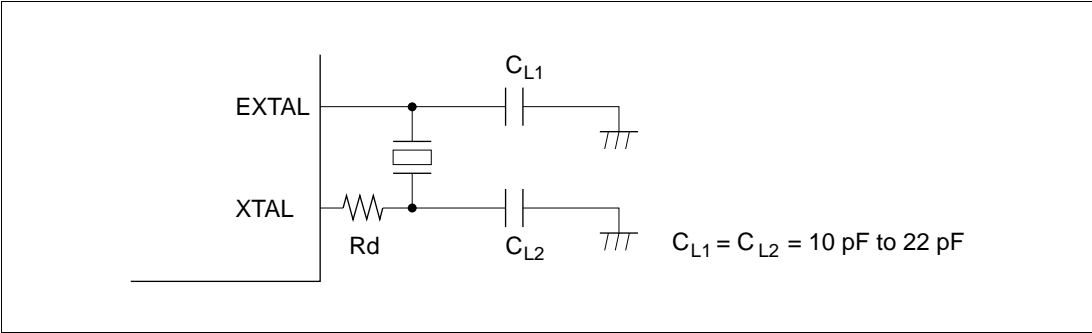 C_L1
EXTAL
XTAL
Rd
C_L2
C_L1 = C_L2 = 10 pF to 22 pF